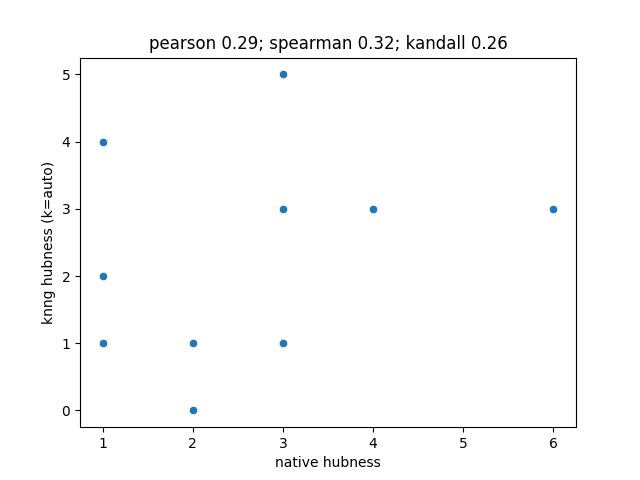 pearson 0.29; spearman 0.32; kandall 0.26
5
4
3
2
1
0
knng hubness (k=auto)
1 2 3 4 5 6
native hubness